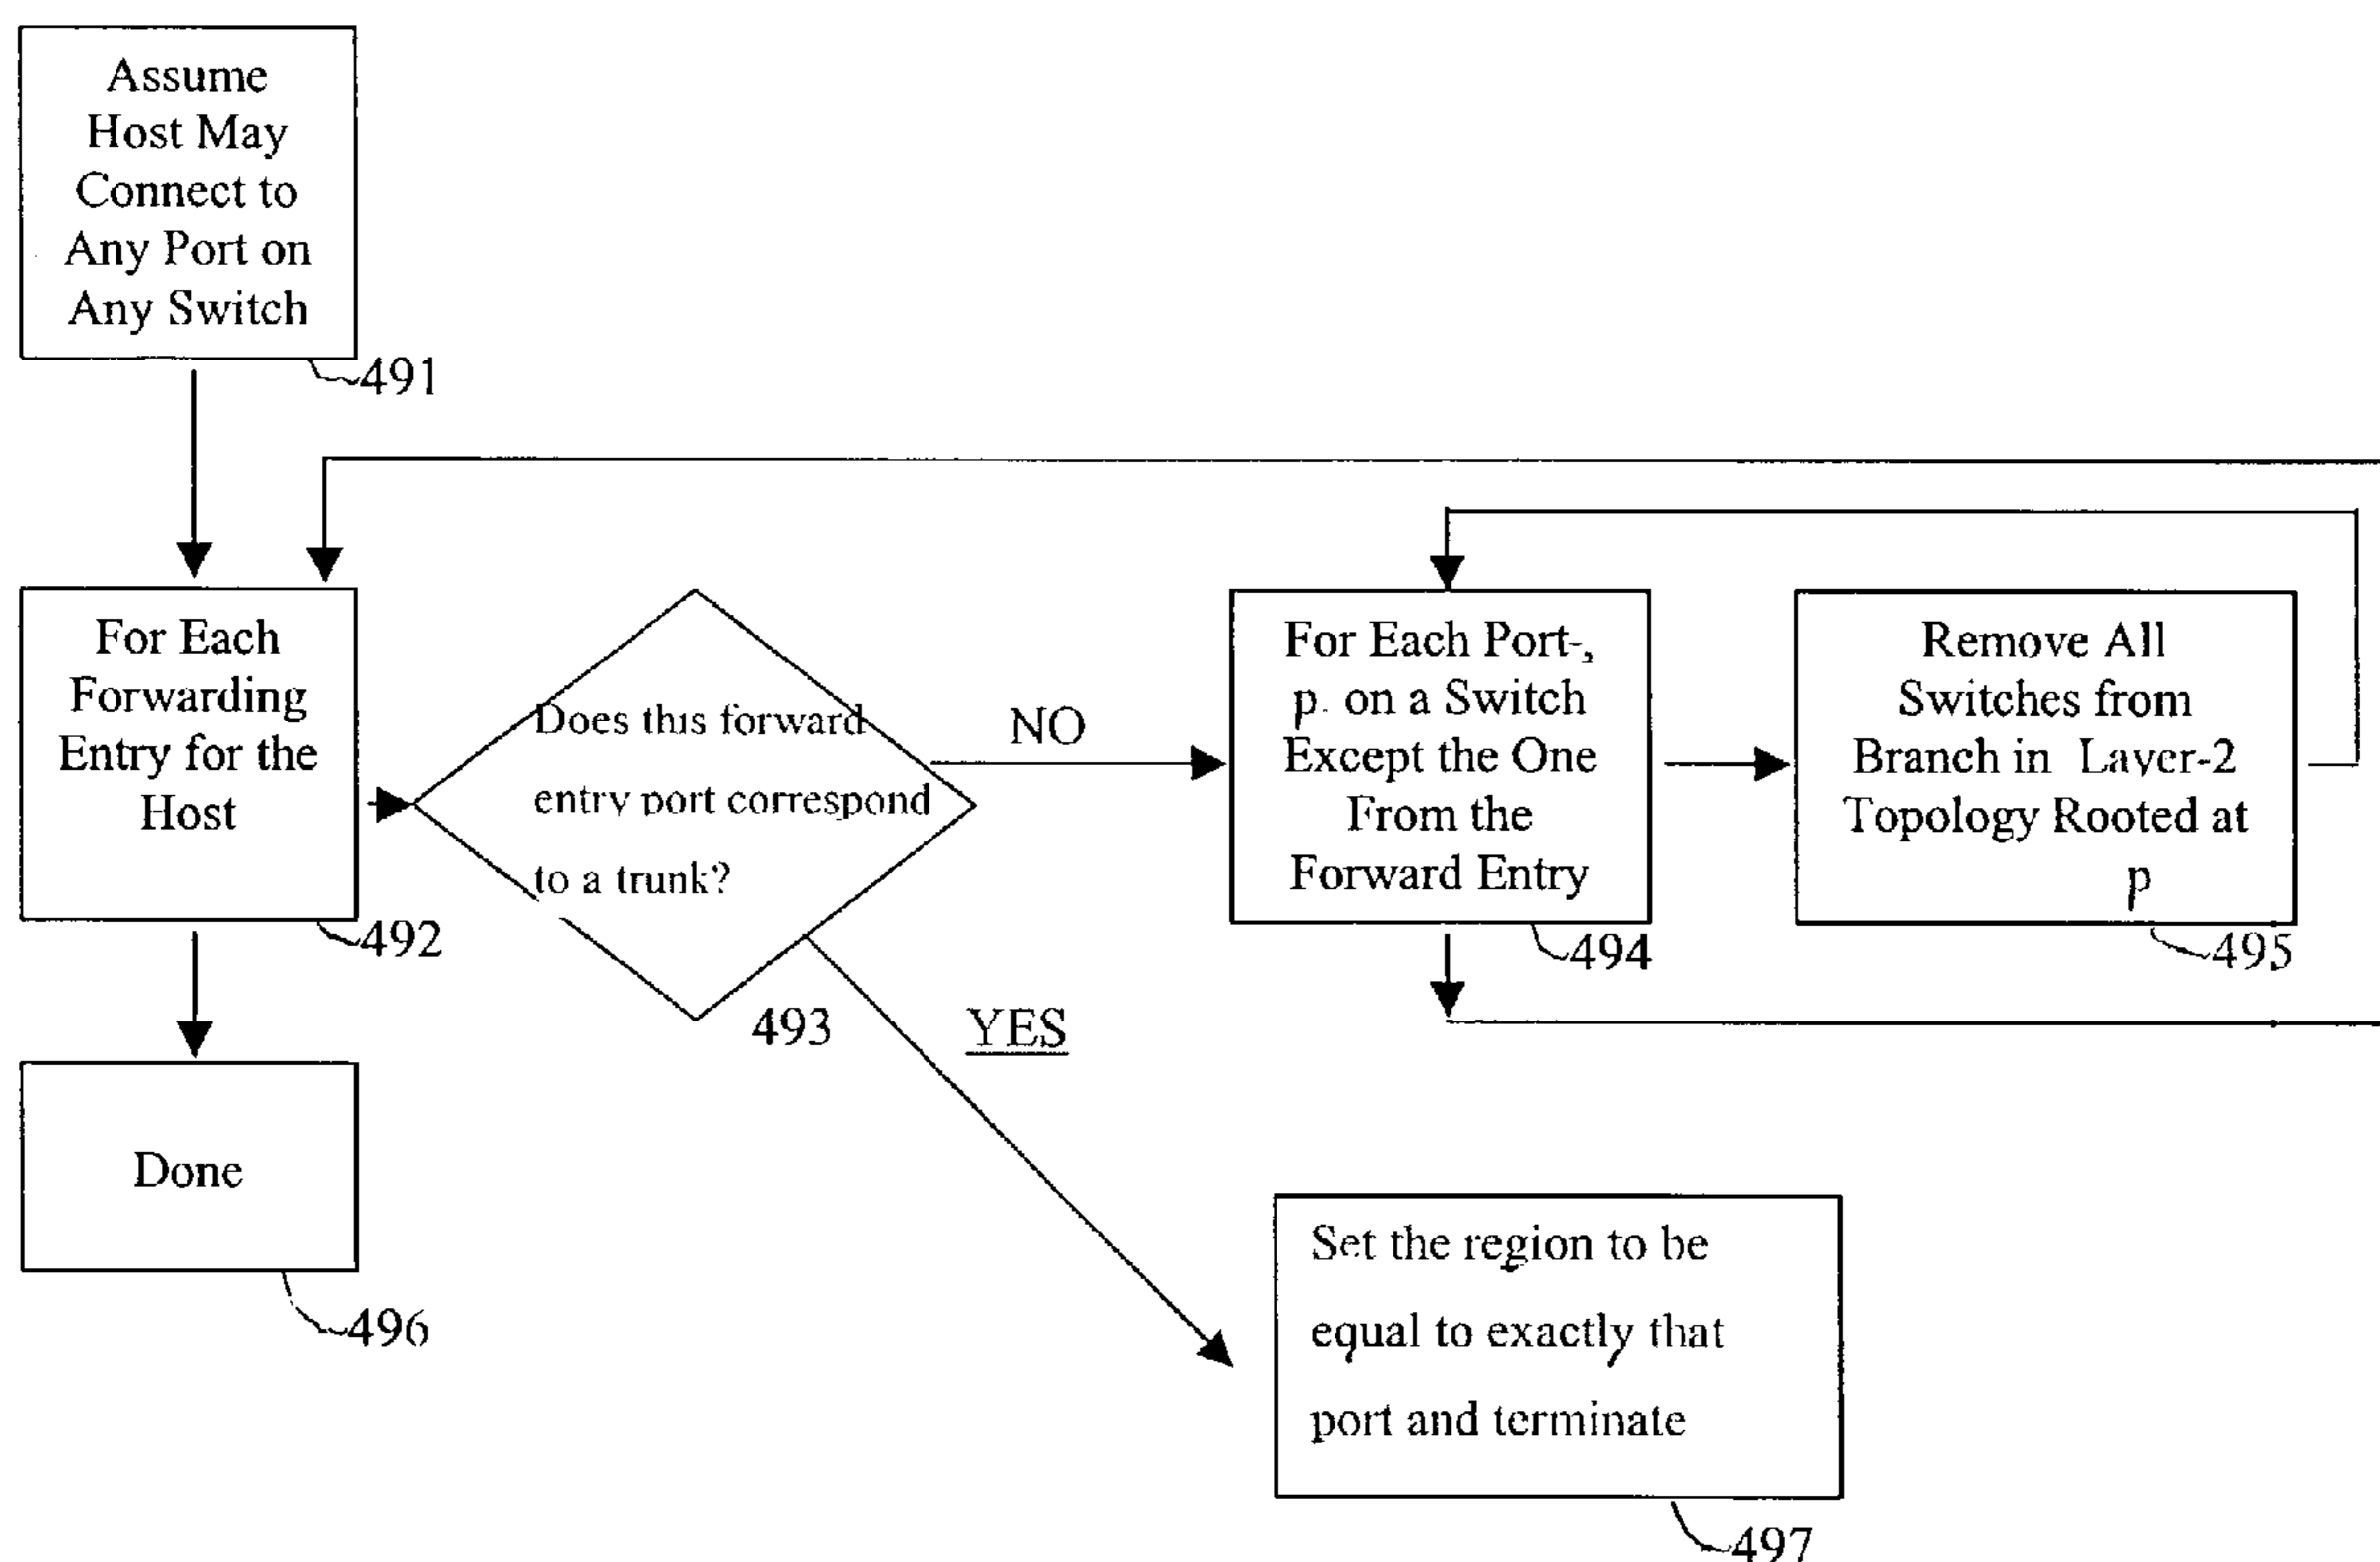 Assume
Host May
Connect to
Any Port on
Any Switch
491
For Each
Forwarding
Entry for the
Host
492
Does this forward
entry port correspond
to a trunk?
493
NO
YES
For Each Port-,
p. on a Switch
Except the One
From the
Forward Entry
494
Remove All
Switches from
Branch in Layer-2
Topology Rooted at
p
495
Done
496
Set the region to be
equal to exactly that
port and terminate
497